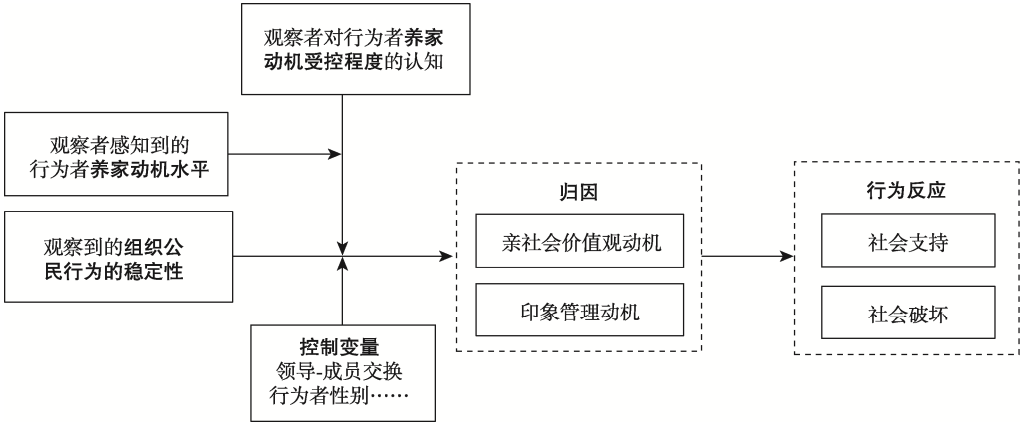 观察者对行为者养家
动机受控程度的认知
观察者感知到的
行为者养家动机水平
观察到的组织公
民行为的稳定性
控制变量
领导-成员交换
行为者性别……
归因
亲社会价值观动机
印象管理动机
行为反应
社会支持
社会破坏